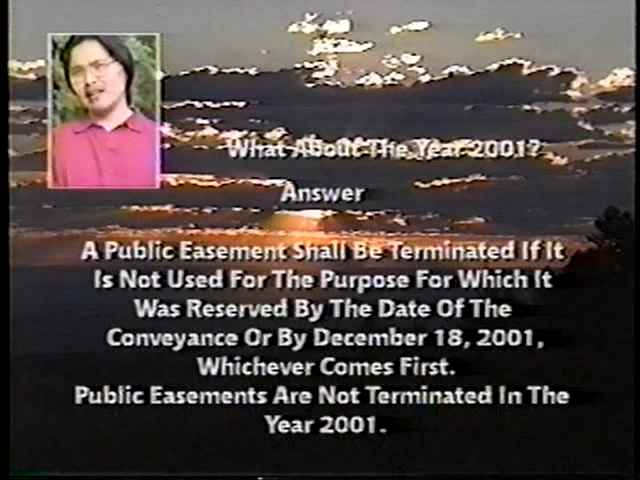 What About The Year 2001?
Answer
A Public Easement Shall Be Terminated If It
Is Not Used For The Purpose For Which It
Was Reserved By The Date Of The
Conveyance Or By December 18, 2001,
Whichever Comes First.
Public Easements Are Not Terminated In The
Year 2001.